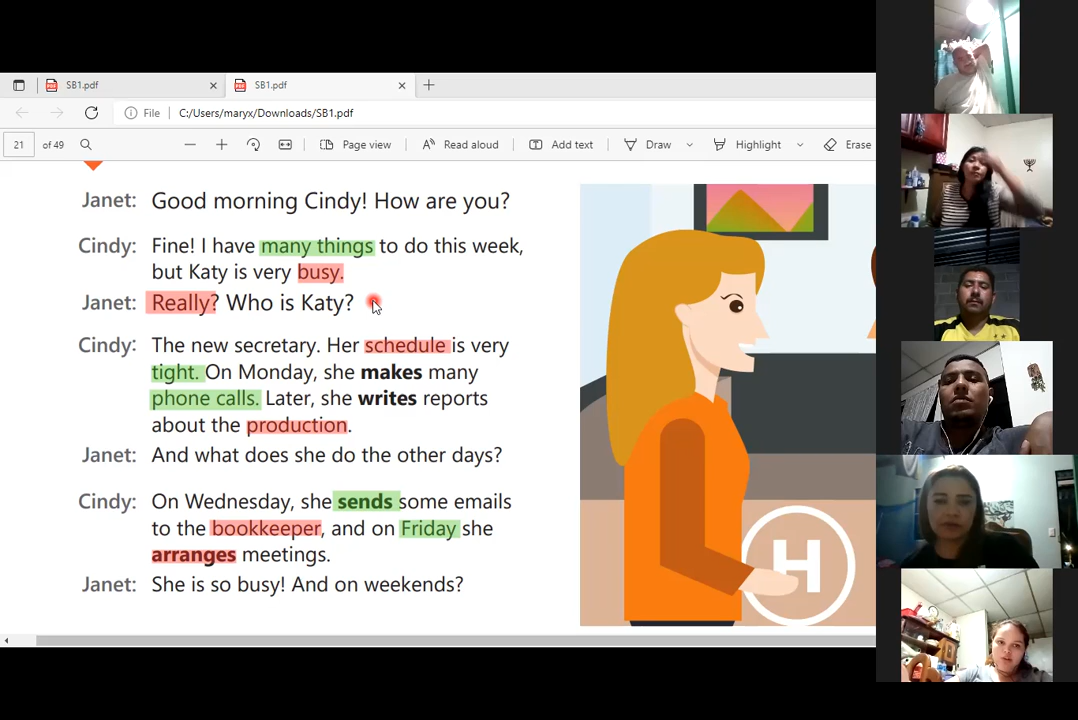 SB1.pdf
SB1.pdf
File C:/Users/maryx/Downloads/SB1.pdf
21 of 49 Page view Read aloud Add text Draw Highlight Erase
Janet: Good morning Cindy! How are you?
Cindy: Fine! I have many things to do this week,
but Katy is very busy.
Janet: Really? Who is Katy?
Cindy: The new secretary. Her schedule is very
tight. On Monday, she makes many
phone calls. Later, she writes reports
about the production.
Janet: And what does she do the other days?
Cindy: On Wednesday, she sends some emails
to the bookkeeper, and on Friday she
arranges meetings.
Janet: She is so busy! And on weekends?
H